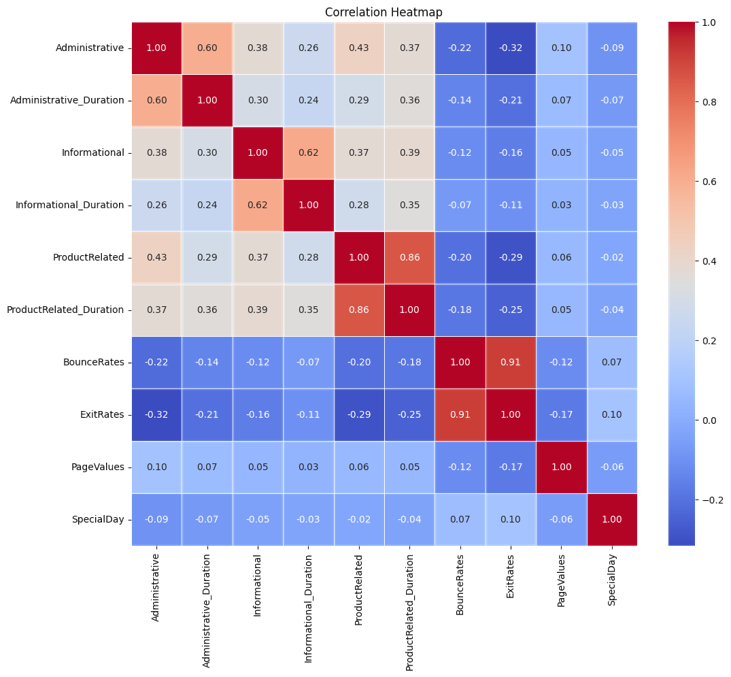 Correlation Heatmap
Administrative 1.00 0.60 0.38 0.26 0.43 0.37 -0.22 -0.32 0.10 -0.09
Administrative_Duration 0.60 1.00 0.30 0.24 0.29 0.36 -0.14 -0.21 0.07 -0.07
Informational 0.38 0.30 1.00 0.62 0.37 0.39 -0.12 -0.16 0.05 -0.05
Informational_Duration 0.26 0.24 0.62 1.00 0.28 0.35 -0.07 -0.11 0.03 -0.03
ProductRelated 0.43 0.29 0.37 0.28 1.00 0.86 -0.20 -0.29 0.06 -0.02
ProductRelated_Duration 0.37 0.36 0.39 0.35 0.86 1.00 -0.18 -0.25 0.05 -0.04
BounceRates -0.22 -0.14 -0.12 -0.07 -0.20 -0.18 1.00 0.91 -0.12 0.07
ExitRates -0.32 -0.21 -0.16 -0.11 -0.29 -0.25 0.91 1.00 -0.17 0.10
PageValues 0.10 0.07 0.05 0.03 0.06 0.05 -0.12 -0.17 1.00 -0.06
SpecialDay -0.09 -0.07 -0.05 -0.03 -0.02 -0.04 0.07 0.10 -0.06 1.00
Administrative
Administrative_Duration
Informational
Informational_Duration
ProductRelated
ProductRelated_Duration
BounceRates
ExitRates
PageValues
SpecialDay
1.0
0.8
0.6
0.4
0.2
0.0
−0.2